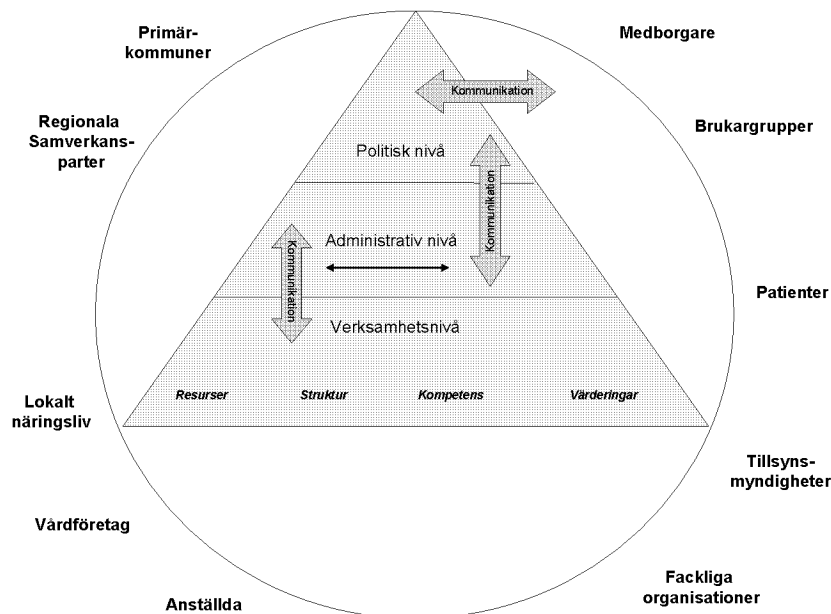 Primär-
kommuner
Medborgare
Kommunikation
Regionala
Samverkans-
parter
Brukargrupper
Politisk nivå
Kommunikation
Kommunikation
Administrativ nivå
Patienter
Verksamhetsnivå
Resurser
Struktur
Kompetens
Värderingar
Lokalt
näringsliv
Tillsyns-
myndigheter
Vårdföretag
Fackliga
organisationer
Anställda